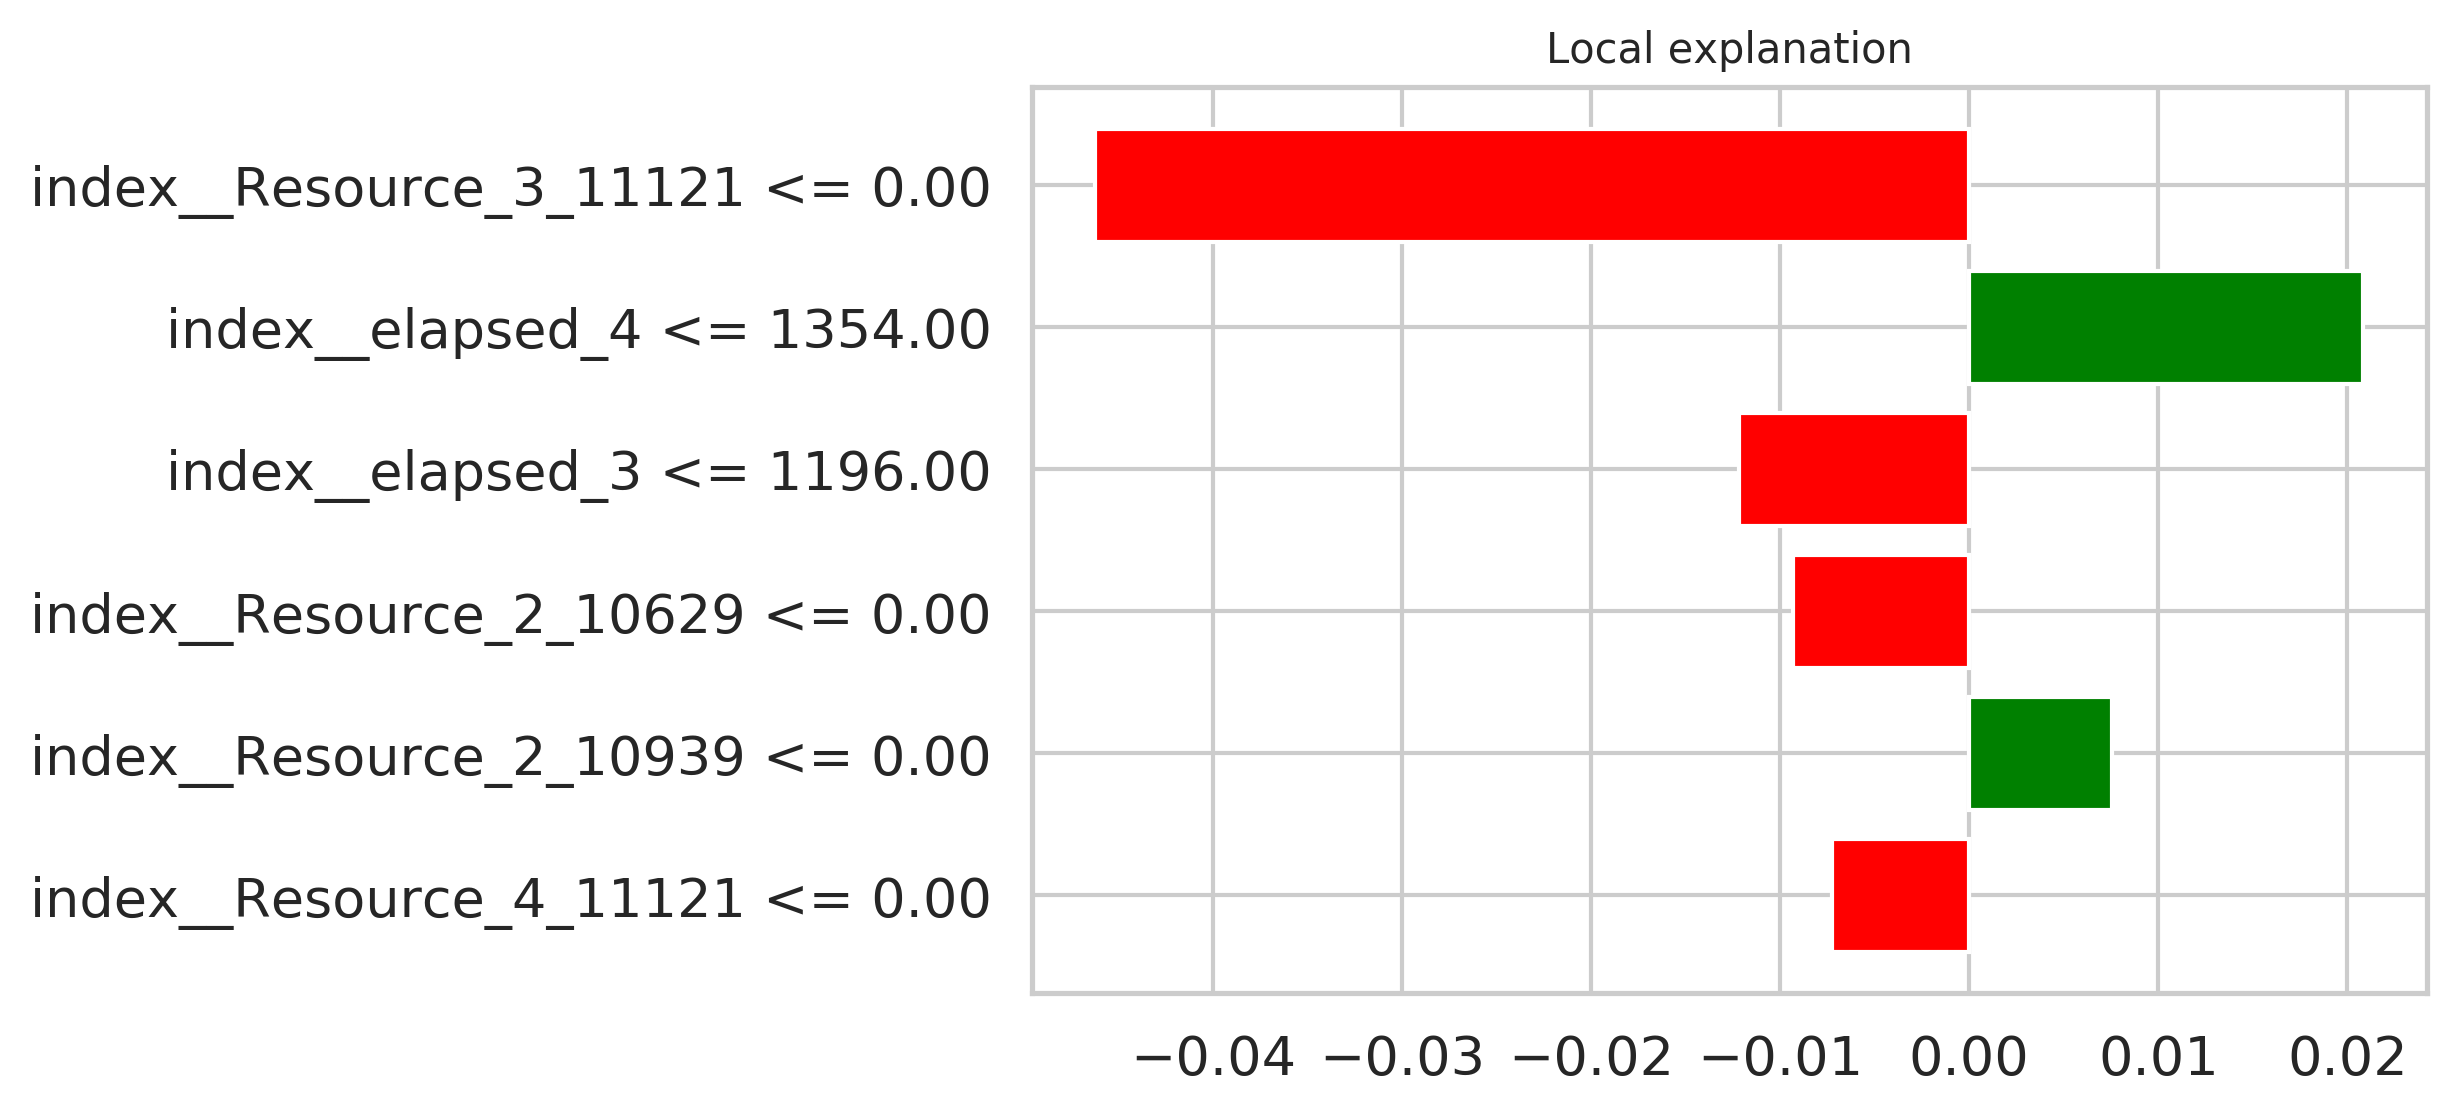 Local explanation
index__Resource_3_11121 <= 0.00
index__elapsed_4 <= 1354.00
index__elapsed_3 <= 1196.00
index__Resource_2_10629 <= 0.00
index__Resource_2_10939 <= 0.00
index__Resource_4_11121 <= 0.00
−0.04 −0.03 −0.02 −0.01 0.00 0.01 0.02